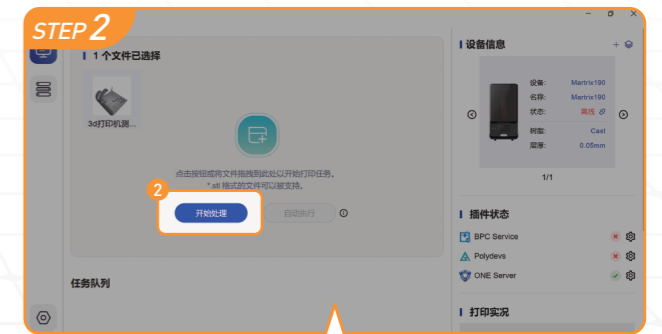 STEP 2
1 个文件已选择
3d打印机测...
点击按钮或将文件拖拽到此处以开始打印任务。
*.stl 格式的文件可以被支持。
2
开始处理
自动执行
任务队列
设备信息
设备: Martrix190
名称: Martrix190
状态: 离线
树脂: Cast
层厚: 0.05mm
1/1
插件状态
BPC Service
Polydevs
ONE Server
打印实况